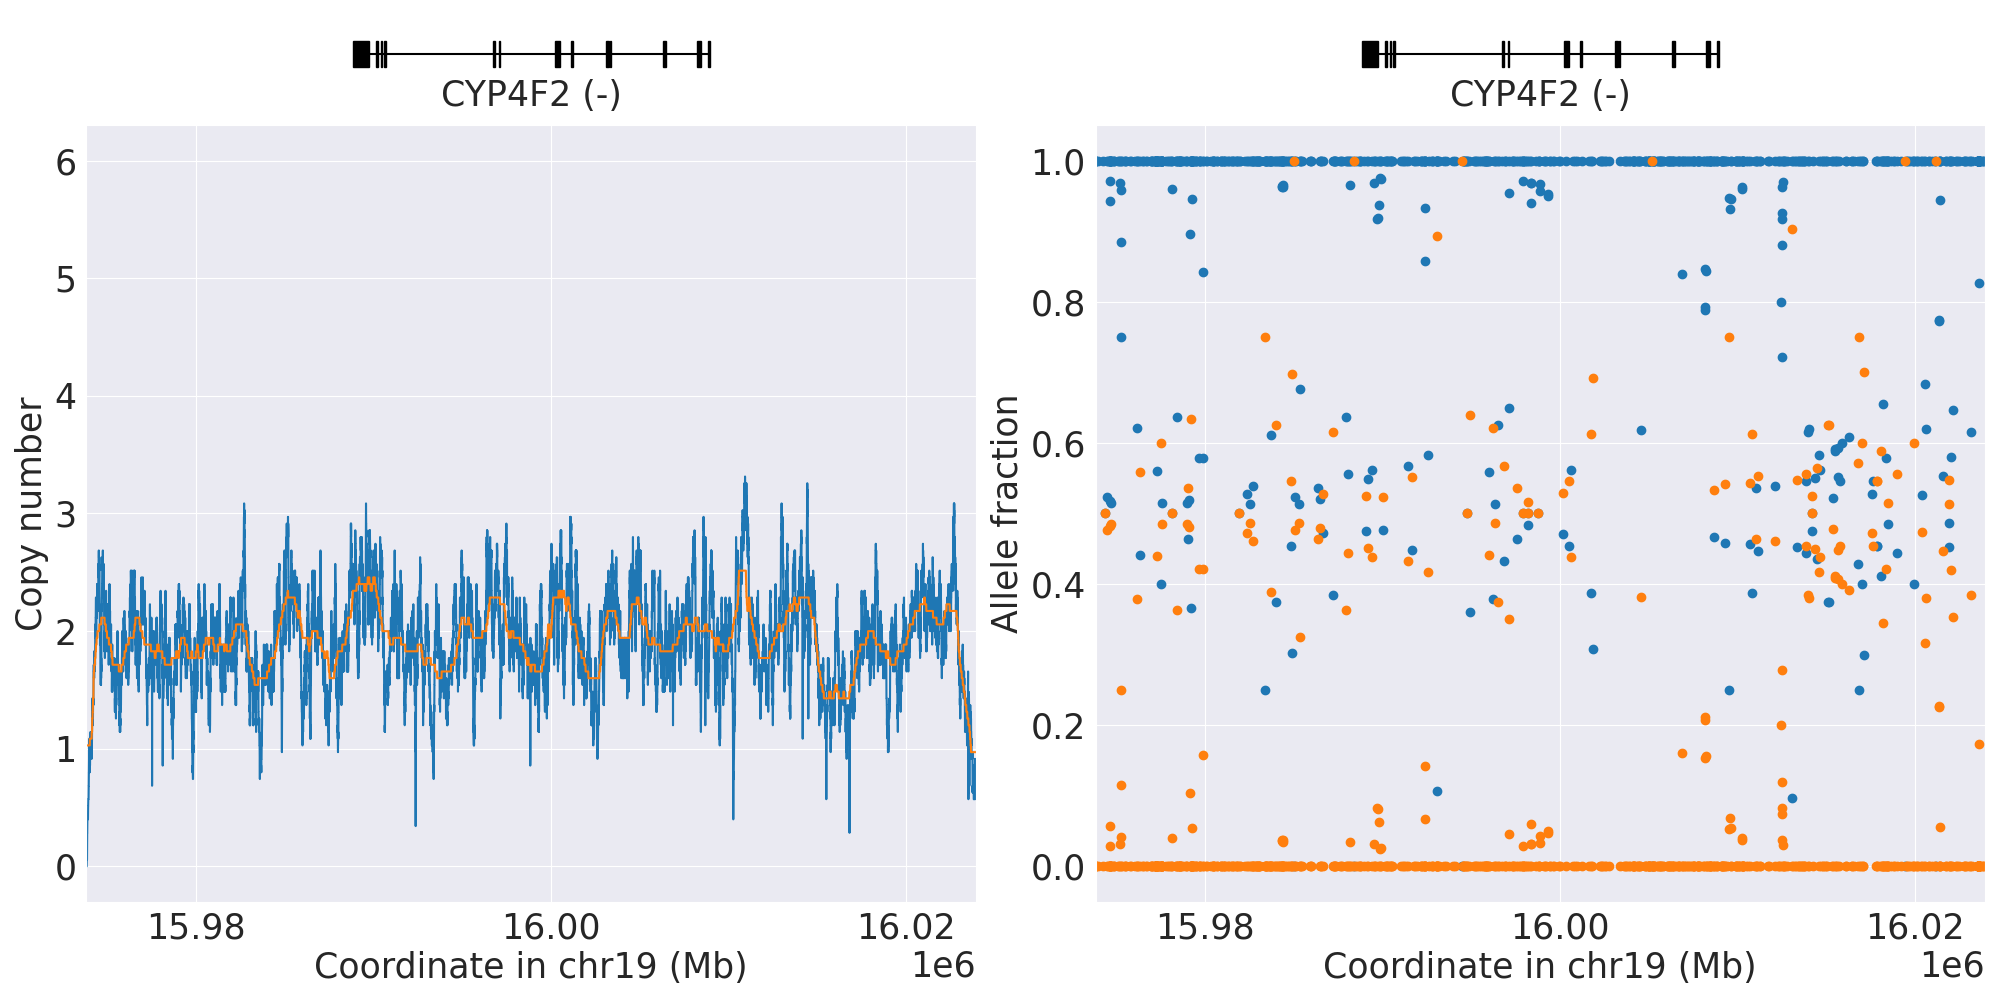 CYP4F2 (-)
6
5
4
3
2
1
0
Copy number
15.98
16.00
16.02
Coordinate in chr19 (Mb)
1e6
CYP4F2 (-)
1.0
0.8
0.6
0.4
0.2
0.0
Allele fraction
15.98
16.00
16.02
Coordinate in chr19 (Mb)
1e6